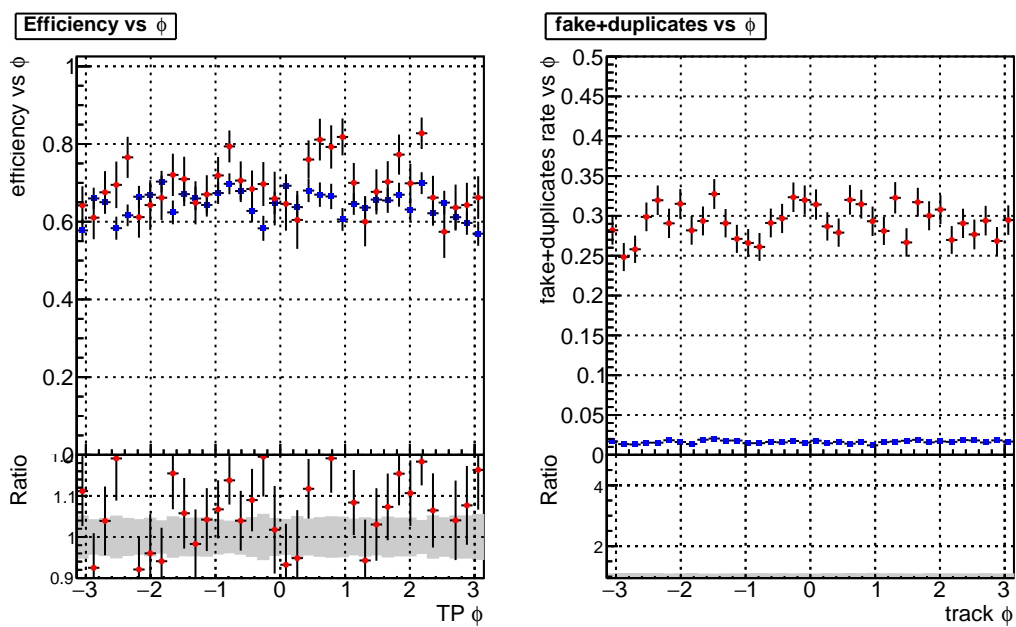 Efficiency vs φ
fake+duplicates vs φ
efficiency vs φ
1
0.8
0.6
0.4
0.2
0
Ratio
1.1
1
0.9
−3 −2 −1 0 1 2 3
TP φ
fake+duplicates rate vs φ
0.5
0.45
0.4
0.35
0.3
0.25
0.2
0.15
0.1
0.05
0
Ratio
4
2
−3 −2 −1 0 1 2 3
track φ